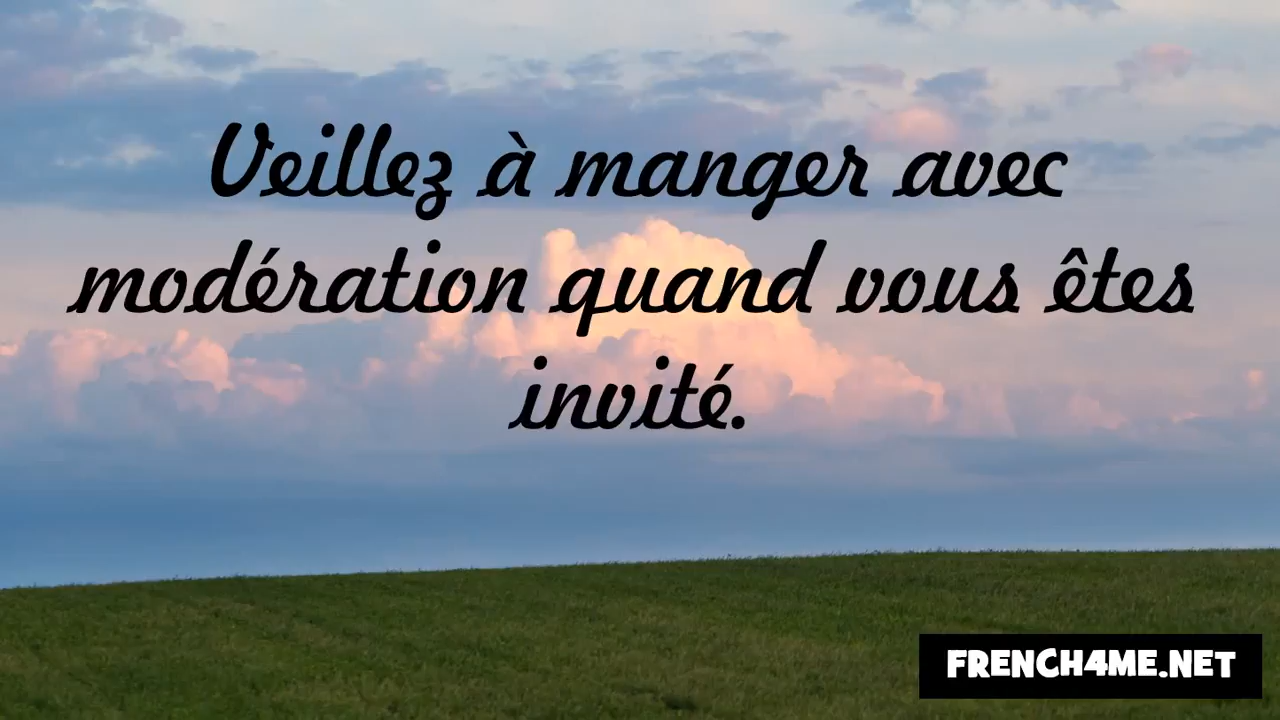 Veillez à manger avec
modération quand vous êtes
invité.
FRENCH4ME.NET